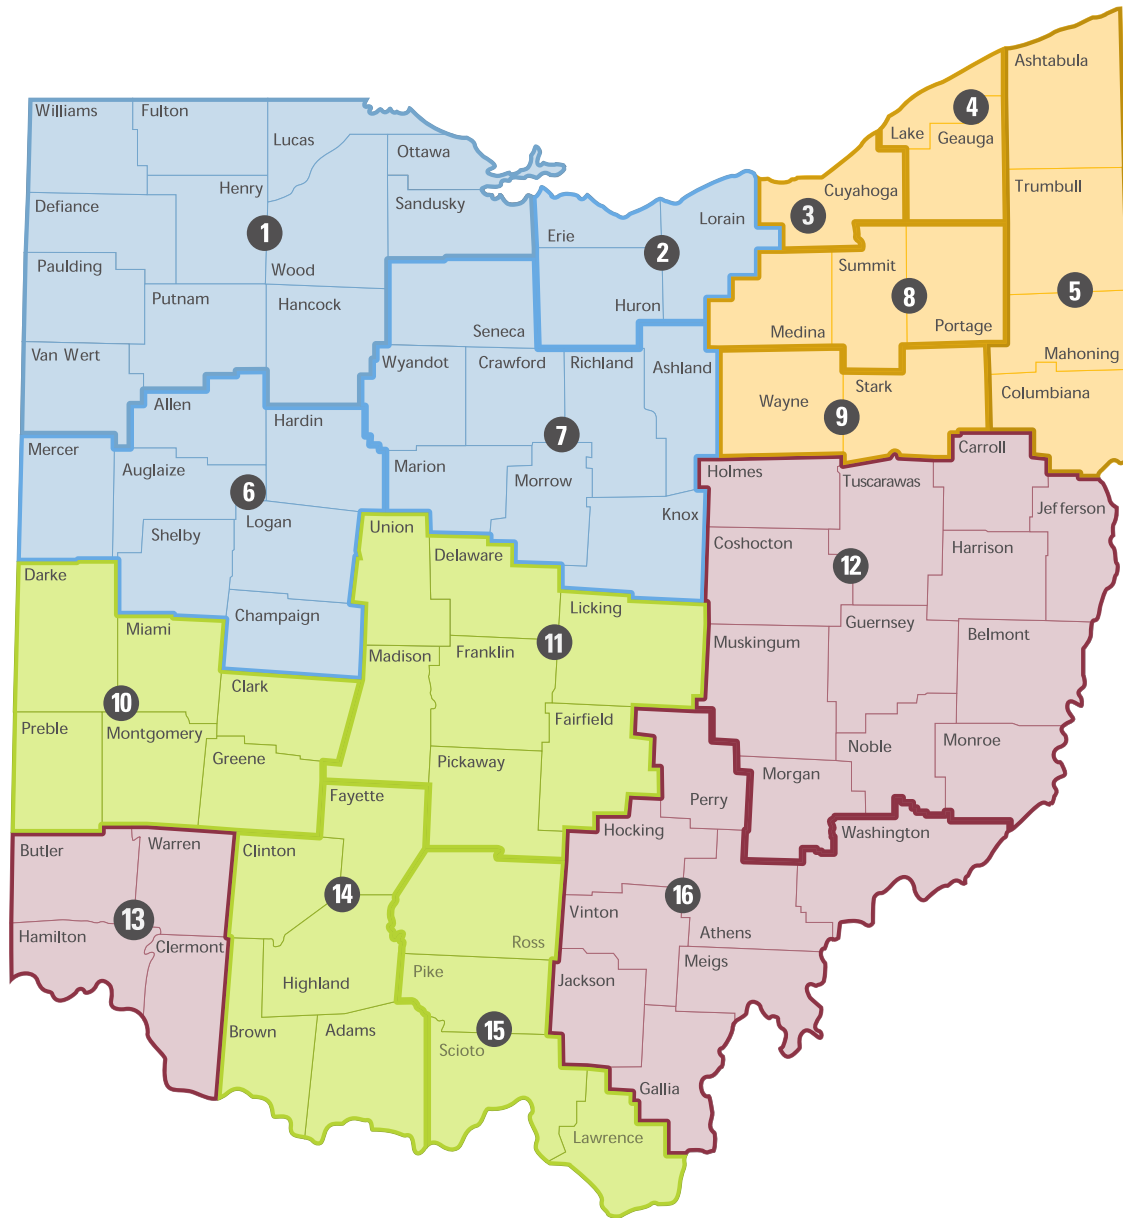 Ashtabula
Williams
Fulton
4
Lucas
Lake
Geauga
Ottawa
Henry
Cuyahoga
Trumbull
Sandusky
Defiance
3
Lorain
1
Erie
2
Paulding
Wood
Summit
Putnam
Hancock
8
5
Huron
Seneca
Medina
Portage
Van Wert
Wyandot
Crawford
Richland
Ashland
Mahoning
Stark
Columbiana
Allen
Wayne
9
Hardin
7
Mercer
Carroll
Auglaize
Marion
Holmes
Morrow
Tuscarawas
6
Knox
Jefferson
Logan
Union
Shelby
Coshocton
Harrison
Delaware
12
Darke
Champaign
Licking
Miami
Guernsey
Belmont
11
Muskingum
Madison
Franklin
Clark
10
Fairfield
Preble
Montgomery
Noble
Monroe
Greene
Pickaway
Morgan
Fayette
Perry
Hocking
Washington
Butler
Warren
Clinton
14
16
13
Vinton
Hamilton
Athens
Clermont
Ross
Meigs
Pike
Jackson
Highland
Brown
Adams
15
Scioto
Gallia
Lawrence